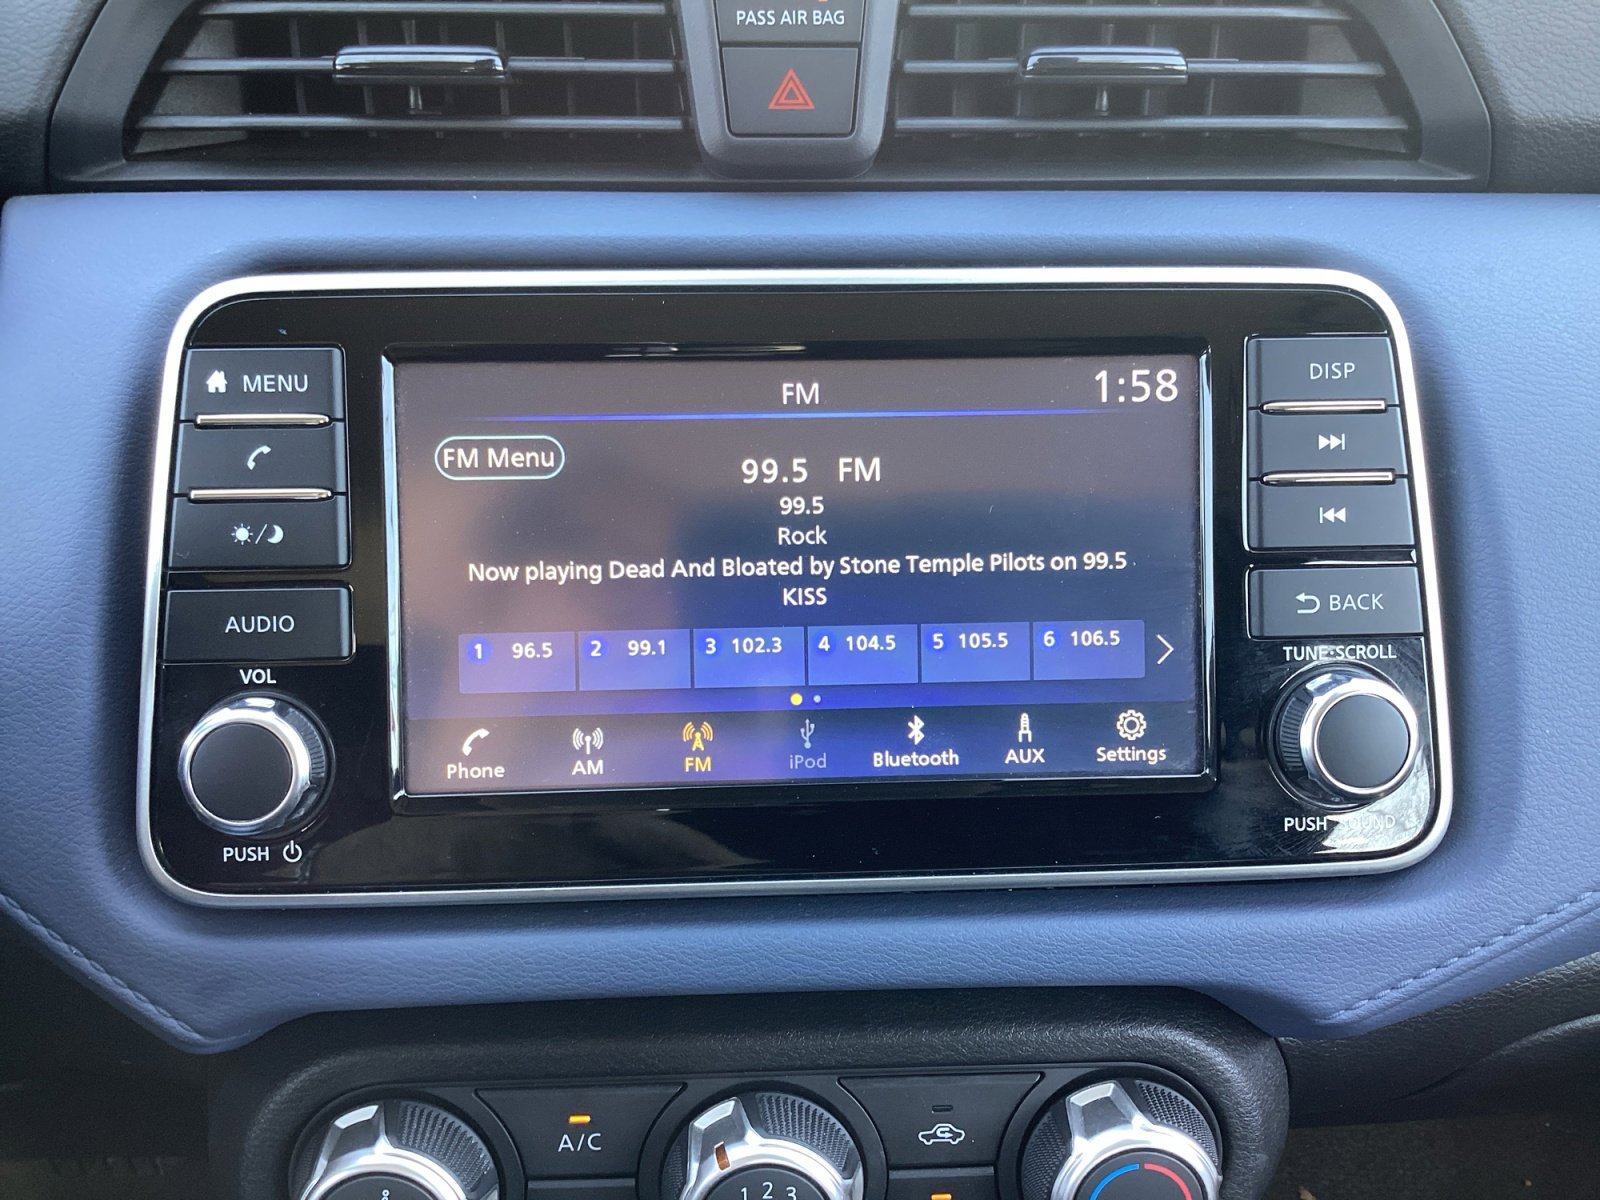 PASS AIR BAG
MENU
DISP
FM
1:58
FM Menu
99.5 FM
99.5
Rock
Now playing Dead And Bloated by Stone Temple Pilots on 99.5
KISS
1 96.5
2 99.1
3 102.3
4 104.5
5 105.5
6 106.5
Phone
AM
FM
iPod
Bluetooth
AUX
Settings
AUDIO
BACK
VOL
TUNE·SCROLL
PUSH
PUSH SOUND
A/C
1 2 3